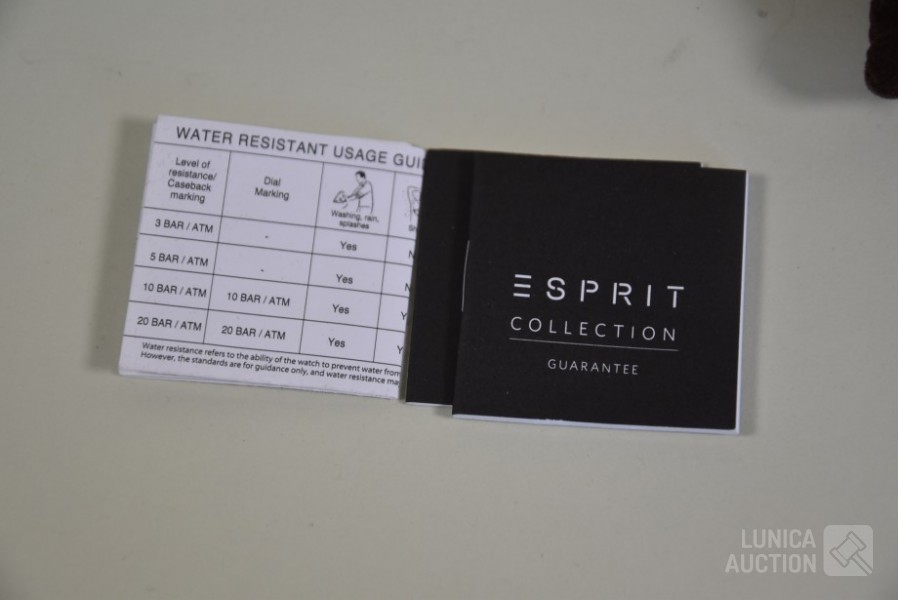 WATER RESISTANT USAGE GUI
Level of
resistance/
Caseback
marking
Dial
Marking
Washing, rain,
splashes
3 BAR / ATM
-
Yes
N
5 BAR / ATM
-
Yes
N
10 BAR / ATM
10 BAR / ATM
Yes
Y
20 BAR / ATM
20 BAR / ATM
Yes
Y
Water resistance refers to the ability of the watch to prevent water from
However, the standards are for guidance only, and water resistance may
ESPRIT
COLLECTION
GUARANTEE
LUNICA
AUCTION